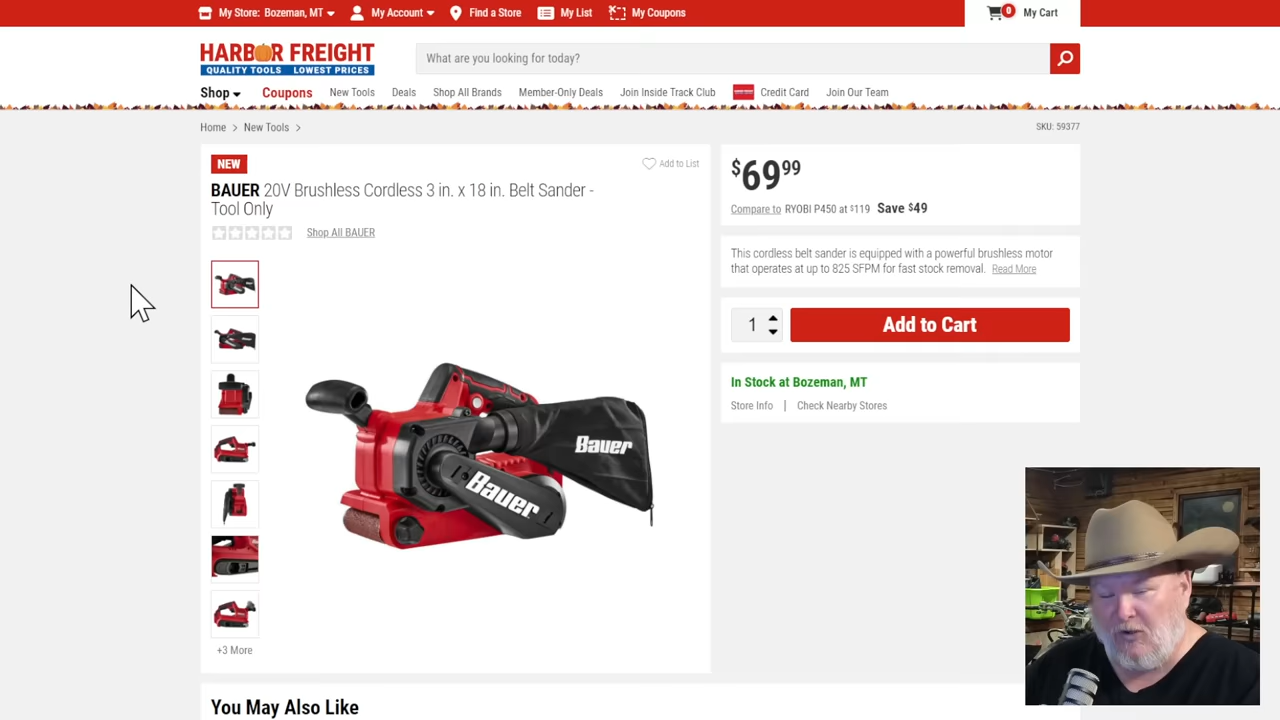 My Store: Bozeman, MT
My Account
Find a Store
My List
My Coupons
0
My Cart
HARBOR FREIGHT
QUALITY TOOLS LOWEST PRICES
What are you looking for today?
Shop
Coupons
New Tools
Deals
Shop All Brands
Member-Only Deals
Join Inside Track Club
Credit Card
Join Our Team
Home > New Tools >
SKU: 59377
NEW
Add to List
BAUER 20V Brushless Cordless 3 in. x 18 in. Belt Sander -
Tool Only
Shop All BAUER
$69 99
Compare to RYOBI P450 at $119 Save $49
This cordless belt sander is equipped with a powerful brushless motor
that operates at up to 825 SFPM for fast stock removal. Read More
1
Add to Cart
In Stock at Bozeman, MT
Store Info | Check Nearby Stores
Bauer
Bauer
+3 More
You May Also Like